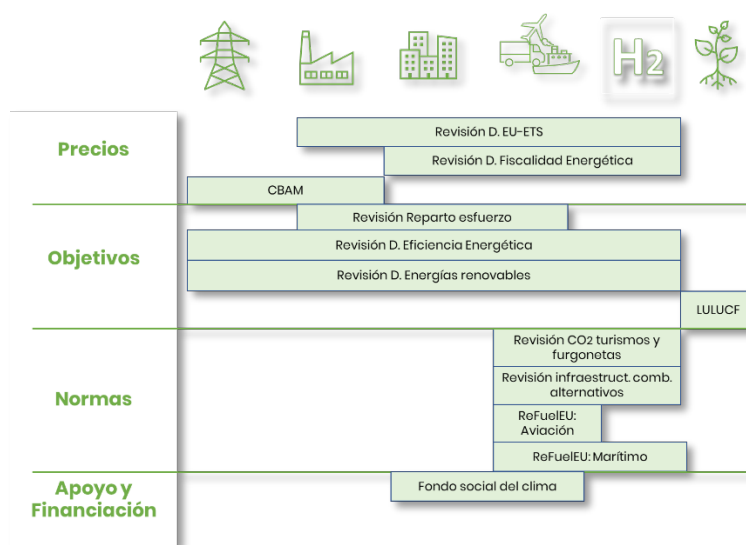 H2
Precios
Revisión D. EU-ETS
Revisión D. Fiscalidad Energética
CBAM
Objetivos
Revisión Reparto esfuerzo
Revisión D. Eficiencia Energética
Revisión D. Energías renovables
LULUCF
Normas
Revisión CO2 turismos y
furgonetas
Revisión infraestruct. comb.
alternativos
ReFuelEU:
Aviación
ReFuelEU: Marítimo
Apoyo y
Financiación
Fondo social del clima